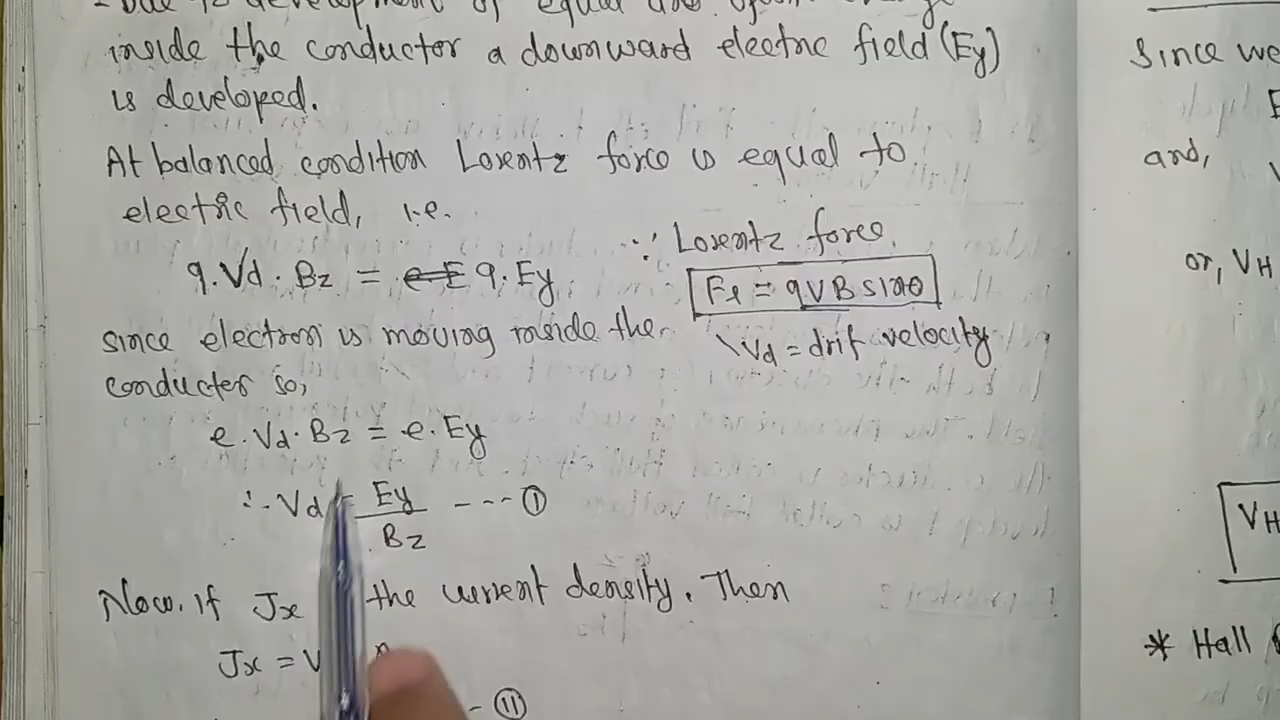 inside the conductor a downward electric field (Ey)
is developed.
At balanced condition Lorentz force is equal to
electric field, i.e.
q.Vd.Bz = q.Ey
∵ Lorentz force
Fl = qVBsinθ
Vd = drif velocity
since electron is moving inside the
conducter so,
e.Vd.Bz = e.Ey
∴ Vd = Ey/Bz --- ①
Now, if Jx the current density. Then
Jx = V
- ⑪
Since we
and,
or, VH
VH
* Hall